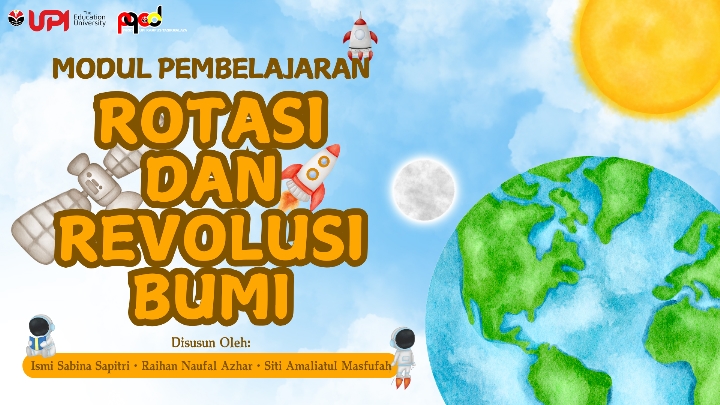 UPI
The
Education
University
MODUL PEMBELAJARAN
ROTASI
DAN
REVOLUSI
BUMI
Disusun Oleh:
Ismi Sabina Sapitri • Raihan Naufal Azhar • Siti Amaliatul Masfufah